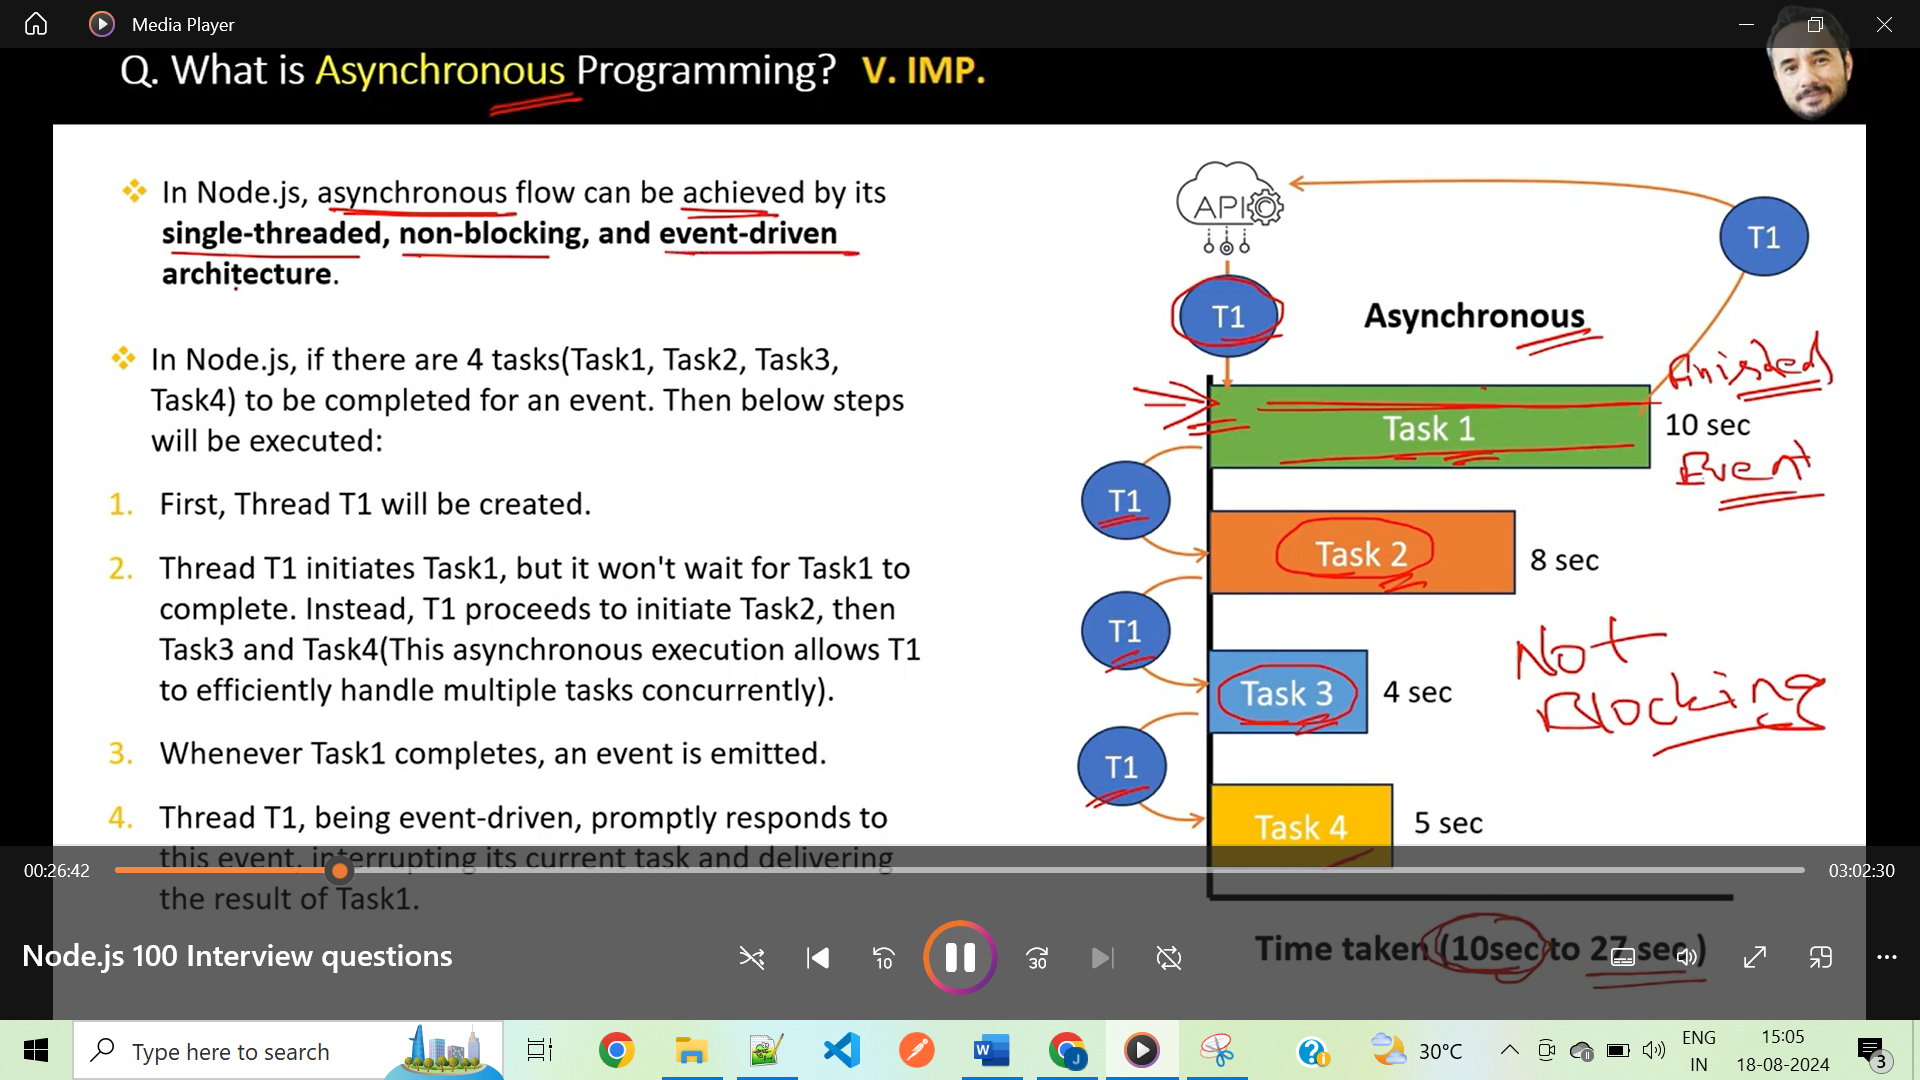 Media Player
Q. What is Asynchronous Programming? V. IMP.
In Node.js, asynchronous flow can be achieved by its
single-threaded, non-blocking, and event-driven
architecture.
In Node.js, if there are 4 tasks(Task1, Task2, Task3,
Task4) to be completed for an event. Then below steps
will be executed:
1. First, Thread T1 will be created.
2. Thread T1 initiates Task1, but it won't wait for Task1 to
complete. Instead, T1 proceeds to initiate Task2, then
Task3 and Task4(This asynchronous execution allows T1
to efficiently handle multiple tasks concurrently).
3. Whenever Task1 completes, an event is emitted.
4. Thread T1, being event-driven, promptly responds to
this event, interrupting its current task and delivering
the result of Task1.
API
T1
T1
Asynchronous
Finished
Task 1
10 sec
Event
T1
Task 2
8 sec
T1
Task 3
4 sec
Not
Blocking
T1
Task 4
5 sec
Time taken (10sec to 27 sec)
00:26:42
03:02:30
Node.js 100 Interview questions
10
30
Type here to search
30°C
ENG
IN
15:05
18-08-2024
3